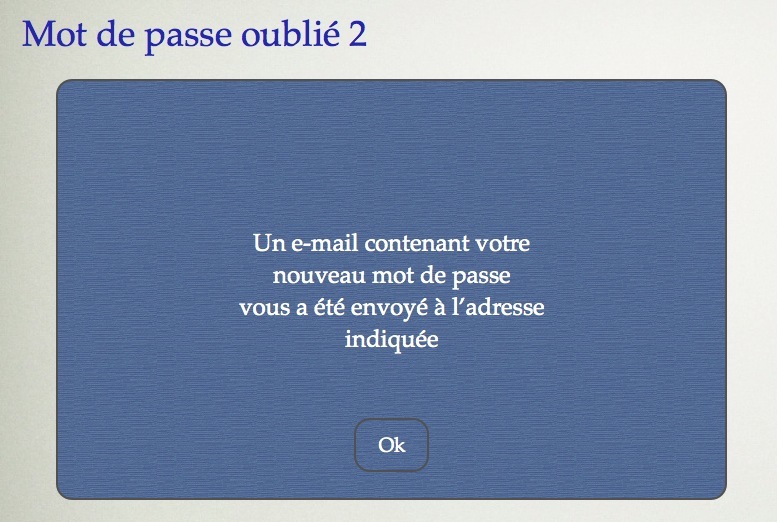 Mot de passe oublié 2
Un e-mail contenant votre
nouveau mot de passe
vous a été envoyé à l’adresse
indiquée
Ok